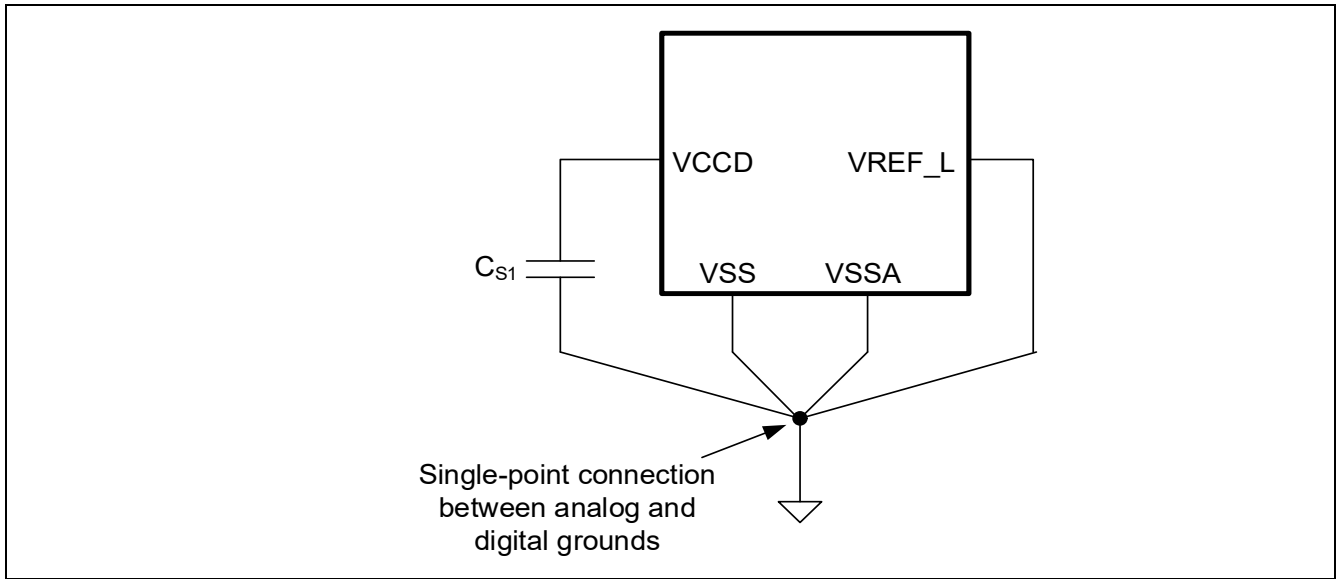 VCCD
VREF_L
CS1
VSS
VSSA
Single-point connection
between analog and
digital grounds